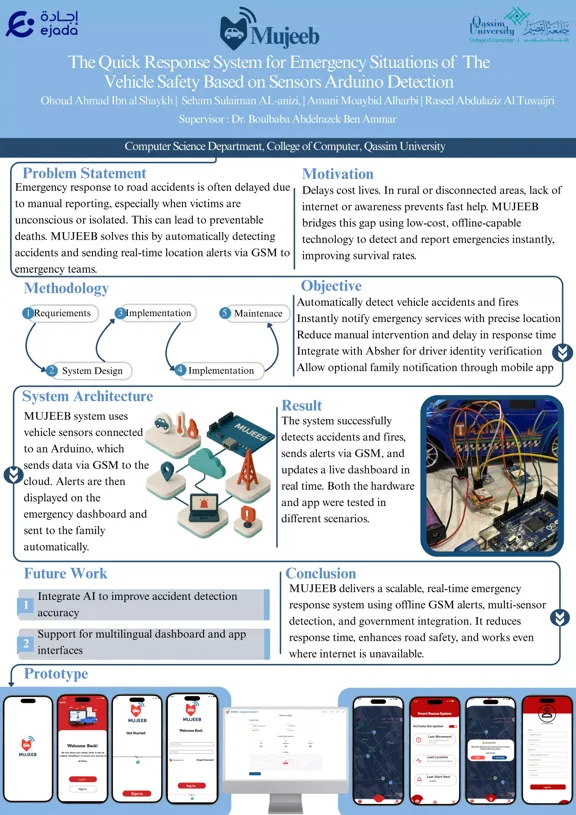 إجادة
ejada
Mujeeb
Qassim
University
College of Computer
The Quick Response System for Emergency Situations of The
Vehicle Safety Based on Sensors Arduino Detection
Ohoud Ahmad Ibn al Shaykh | Seham Sulaiman AL-anizi, | Amani Moaybid Alharbi | Raseel Abdulaziz Al Tuwaijri
Supervisor : Dr. Boulbaba Abdelrazek Ben Ammar
Computer Science Department, College of Computer, Qassim University
Problem Statement
Emergency response to road accidents is often delayed due
to manual reporting, especially when victims are
unconscious or isolated. This can lead to preventable
deaths. MUJEEB solves this by automatically detecting
accidents and sending real-time location alerts via GSM to
emergency teams.
Motivation
Delays cost lives. In rural or disconnected areas, lack of
internet or awareness prevents fast help. MUJEEB
bridges this gap using low-cost, offline-capable
technology to detect and report emergencies instantly,
improving survival rates.
Methodology
1 Requriements
2 System Design
3 Implementation
4 Implementation
5 Maintenace
Objective
Automatically detect vehicle accidents and fires
Instantly notify emergency services with precise location
Reduce manual intervention and delay in response time
Integrate with Absher for driver identity verification
Allow optional family notification through mobile app
System Architecture
MUJEEB system uses
vehicle sensors connected
to an Arduino, which
sends data via GSM to the
cloud. Alerts are then
displayed on the
emergency dashboard and
sent to the family
automatically.
MUJEEB
Result
The system successfully
detects accidents and fires,
sends alerts via GSM, and
updates a live dashboard in
real time. Both the hardware
and app were tested in
different scenarios.
Future Work
1 Integrate AI to improve accident detection
accuracy
2 Support for multilingual dashboard and app
interfaces
Conclusion
MUJEEB delivers a scalable, real-time emergency
response system using offline GSM alerts, multi-sensor
detection, and government integration. It reduces
response time, enhances road safety, and works even
where internet is unavailable.
Prototype
MUJEEB
Welcome Back!
MUJEEB
Get Started
Sign in
MUJEEB
Welcome Back
Sign in
Smart Rescue System
Activate the system
Last Movement
Last Location
Last Alert Sent